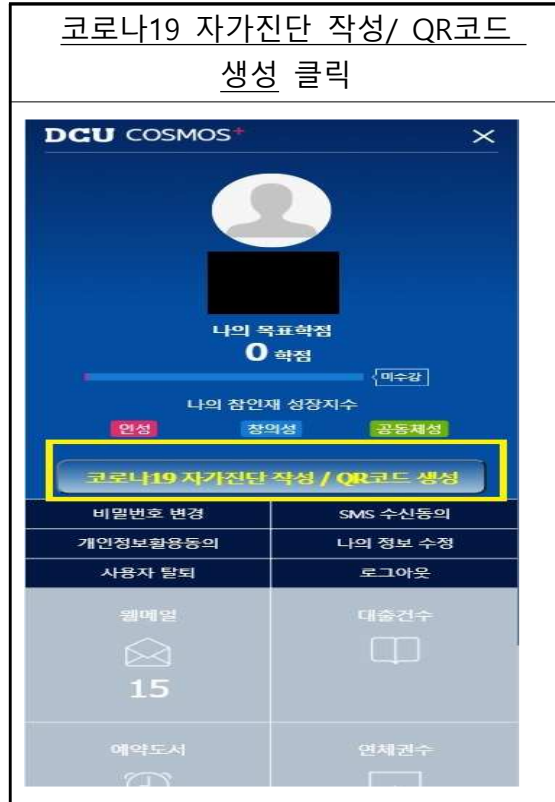 코로나19 자가진단 작성/ QR코드
생성 클릭
DCU COSMOS+
나의 목표학점
0 학점
미수강
나의 참인재 성장지수
인성 창의성 공동체성
코로나19 자가진단 작성 / QR코드 생성
비밀번호 변경 SMS 수신동의
개인정보활용동의 나의 정보 수정
사용자 탈퇴 로그아웃
웹메일 대출건수
15
예약도서 연체권수